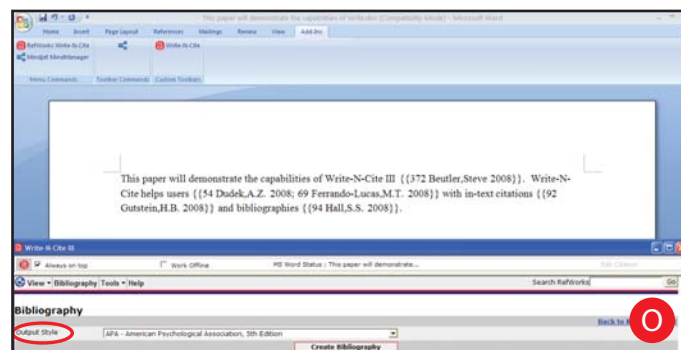 This paper will demonstrate the capabilities of Write.doc [Compatibility Mode] - Microsoft Word
Home Insert Page Layout References Mailings Review View Add-Ins
RefWorks Write-N-Cite Write-N-Cite
Mindjet MindManager
Menu Commands Toolbar Commands Custom Toolbars
This paper will demonstrate the capabilities of Write-N-Cite III {{372 Beutler,Steve 2008}}. Write-N-
Cite helps users {{54 Dudek,A.Z. 2008; 69 Ferrando-Lucas,M.T. 2008}} with in-text citations {{92
Gutstein,H.B. 2008}} and bibliographies {{94 Hall,S.S. 2008}}.
Write-N-Cite III
Always on top Work Offline MS Word Status : This paper will demonstrate... Edit Citation
View Bibliography Tools Help Search RefWorks Go
Bibliography
Back to
Output Style APA - American Psychological Association, 5th Edition
O
Create Bibliography